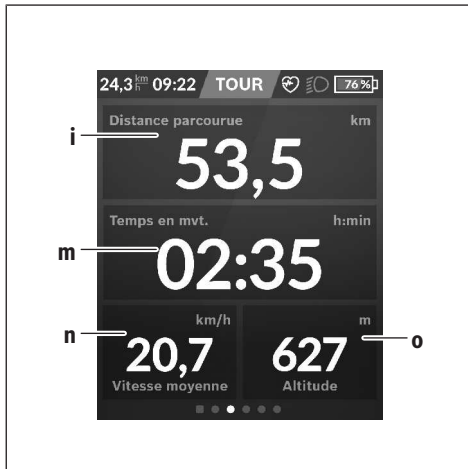 24,3 km/h 09:22 TOUR 76 %
i
Distance parcourue km
53,5
m
Temps en mvt. h:min
02:35
n
km/h
20,7
Vitesse moyenne
m
627
Altitude
o